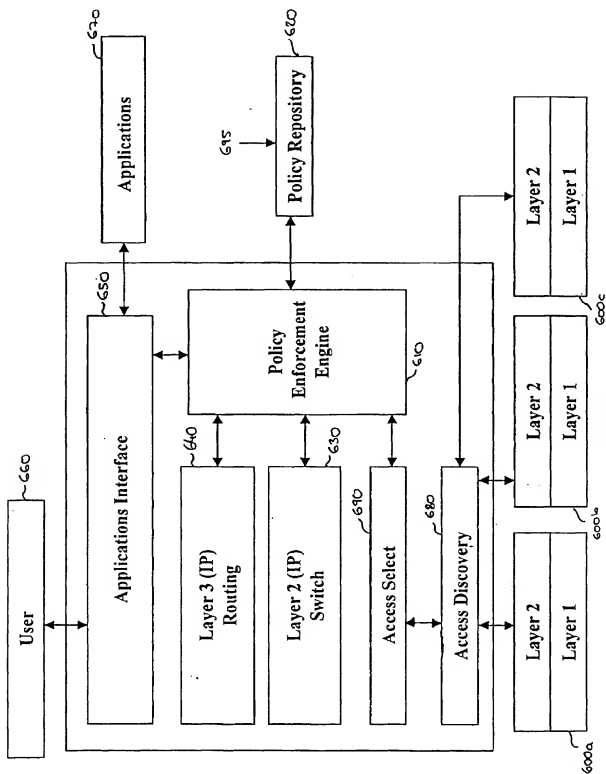 User
660
Applications
670
Applications Interface
650
Policy Repository
620
695
Policy
Enforcement
Engine
610
Layer 3 (IP)
Routing
640
Layer 2 (IP)
Switch
630
Access Select
690
Access Discovery
680
Layer 2
Layer 1
600a
Layer 2
Layer 1
600b
Layer 2
Layer 1
600c